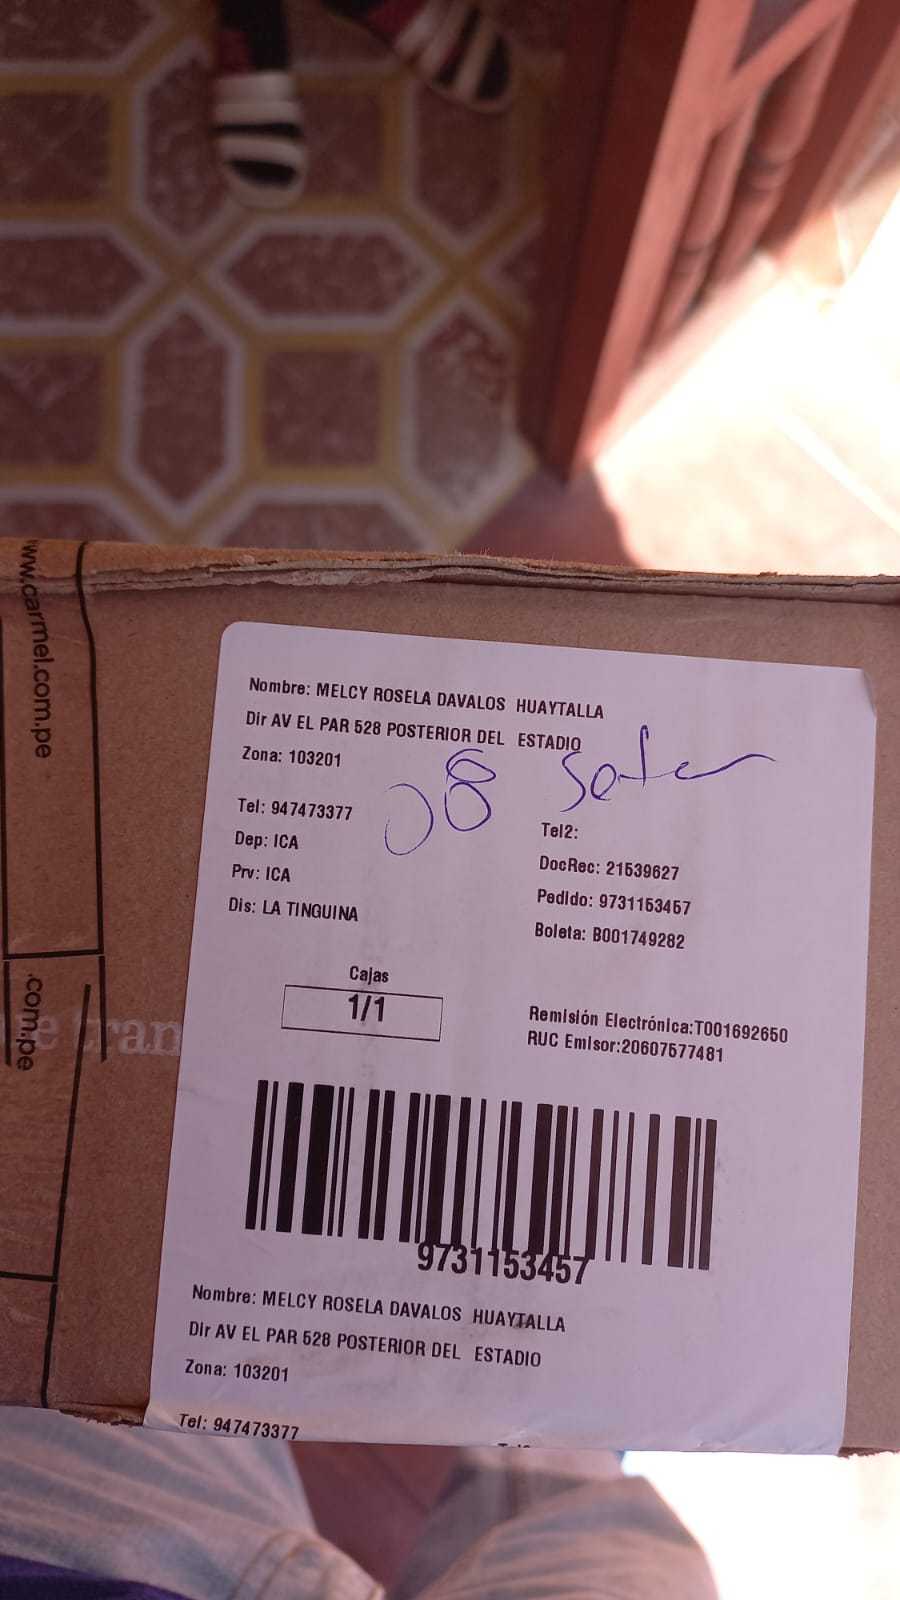 www.carmel.com.pe
.com.pe
e tran
Nombre: MELCY ROSELA DAVALOS HUAYTALLA
Dir AV EL PAR 528 POSTERIOR DEL ESTADIO
Zona: 103201
08
Tel: 947473377
Tel2:
Dep: ICA
DocRec: 21539627
Prv: ICA
Pedido: 9731153457
Dis: LA TINGUIÑA
Boleta: B001749282
Cajas
1/1
Remisión Electrónica:T001692650
RUC Emisor:20607577481
9731153457
Nombre: MELCY ROSELA DAVALOS HUAYTALLA
Dir AV EL PAR 528 POSTERIOR DEL ESTADIO
Zona: 103201
Tel: 947473377